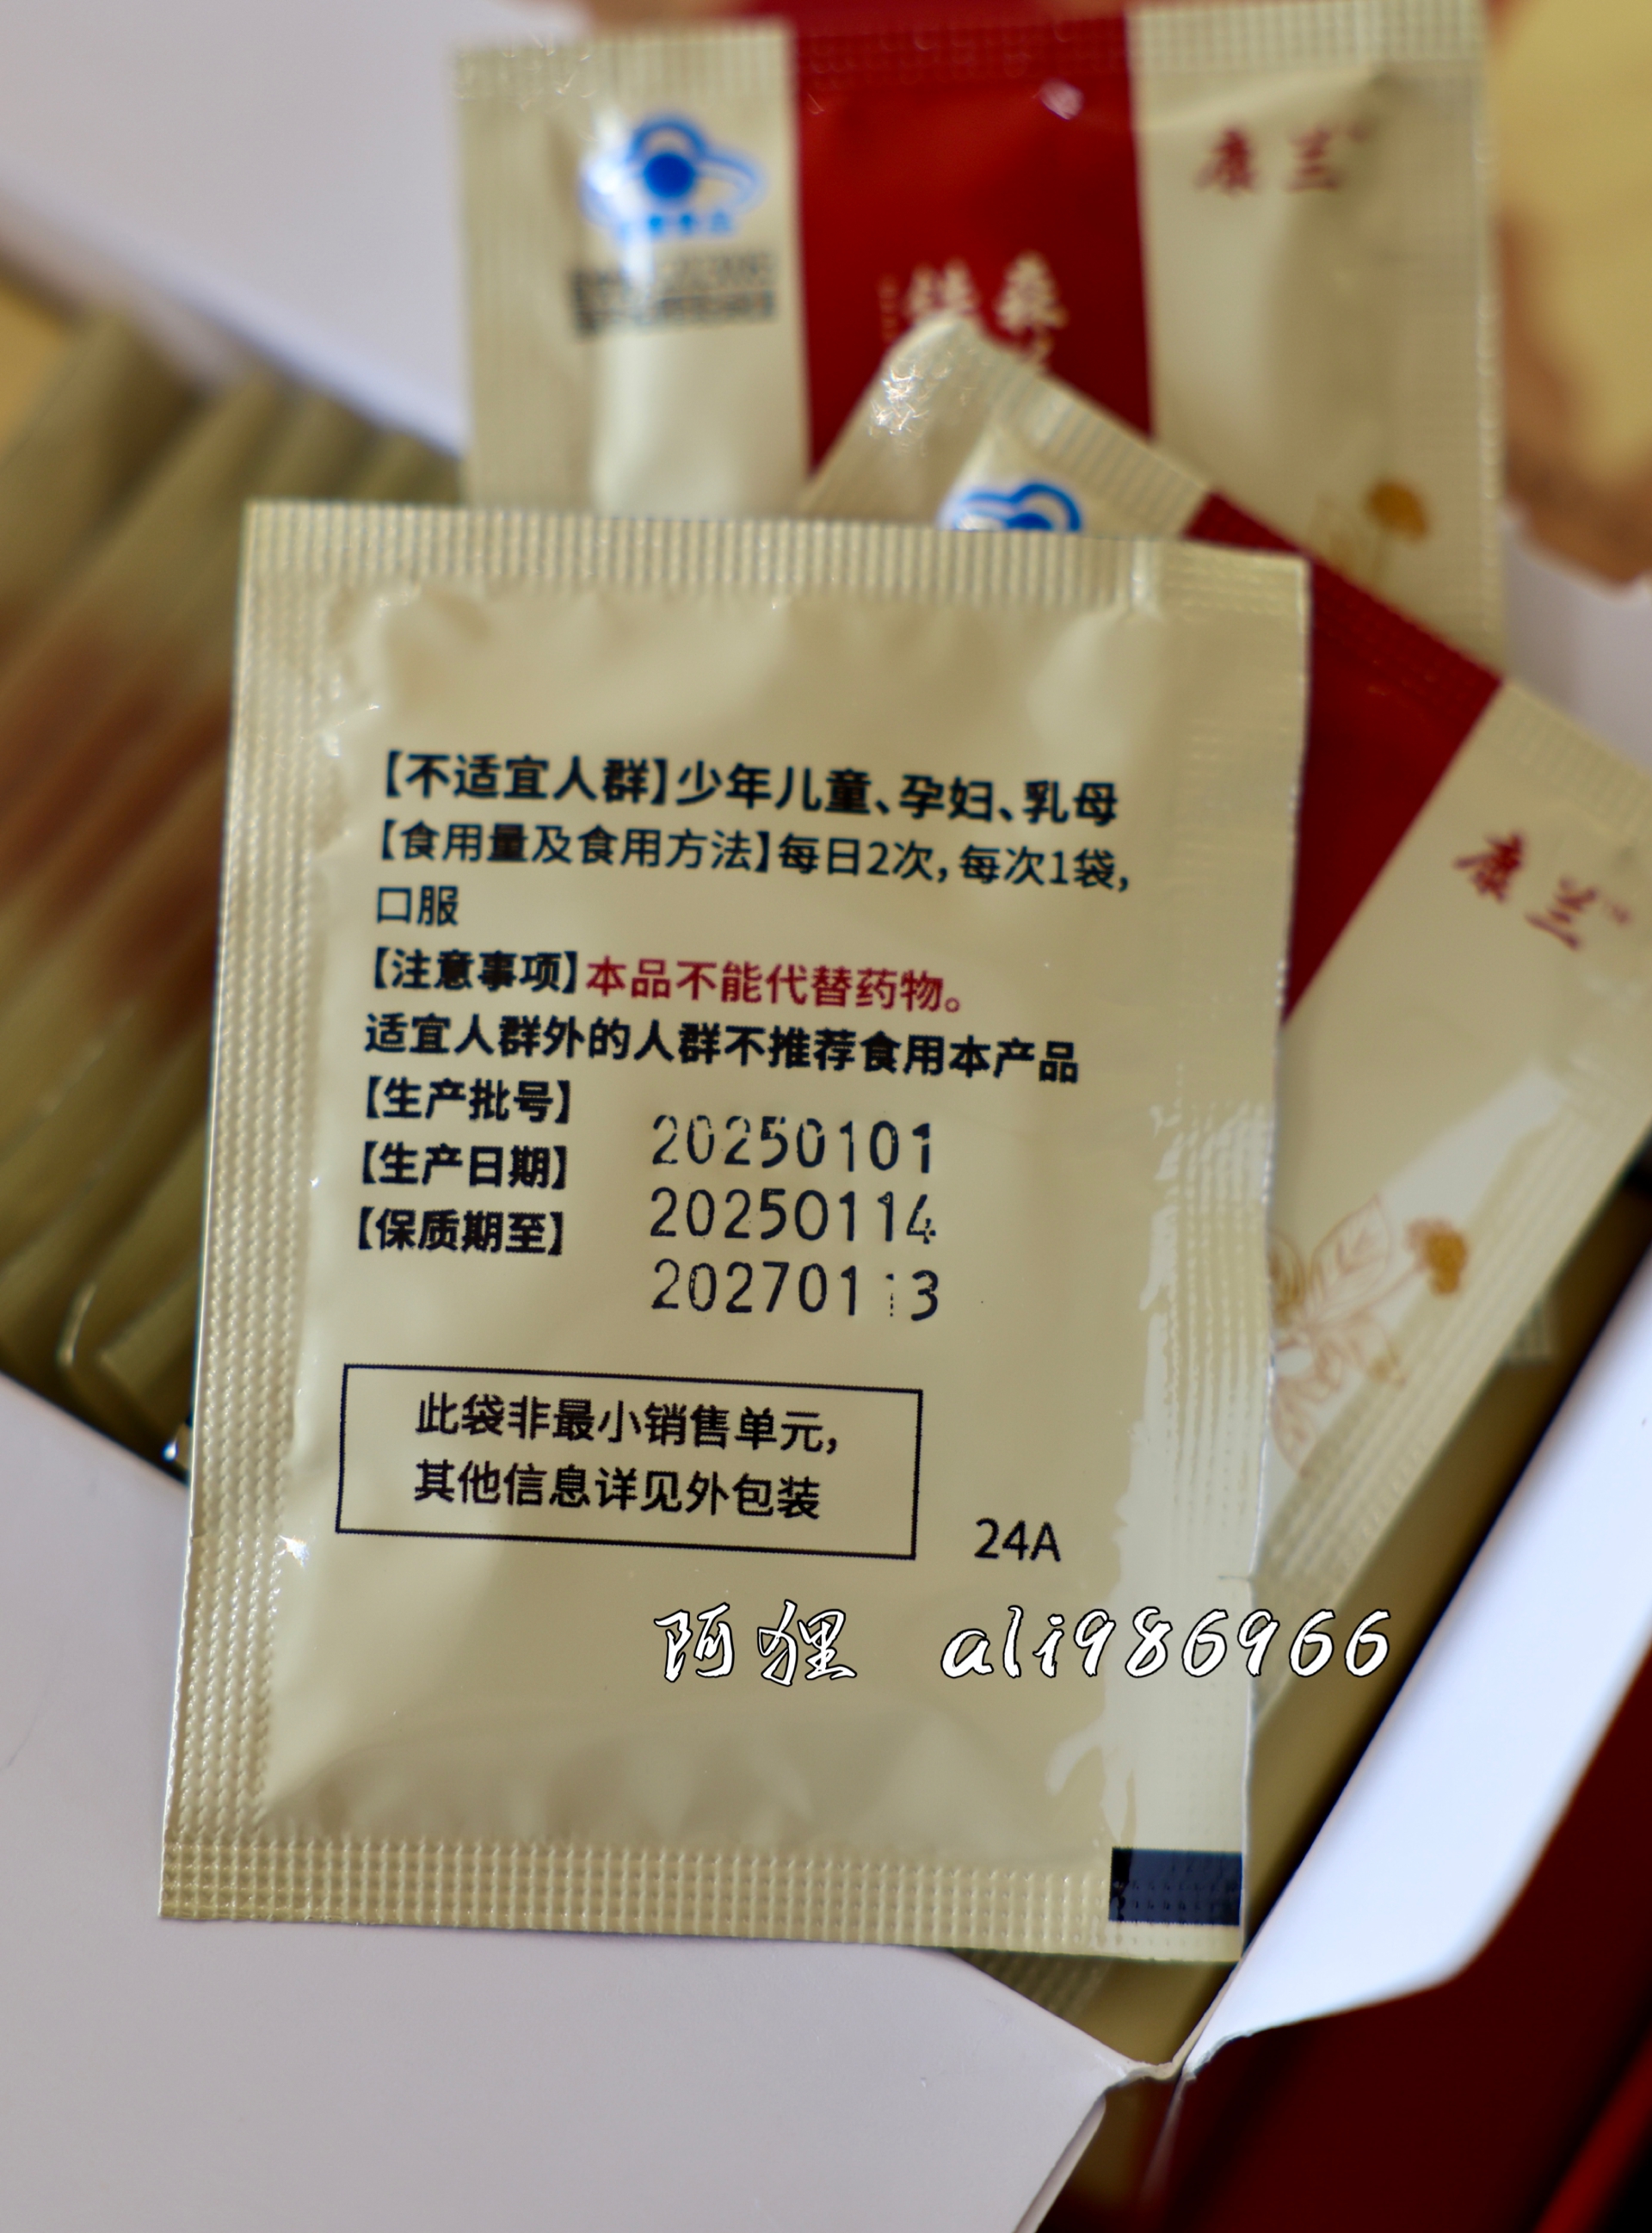 康兰
康兰
【不适宜人群】少年儿童、孕妇、乳母
【食用量及食用方法】每日2次,每次1袋,
口服
【注意事项】本品不能代替药物。
适宜人群外的人群不推荐食用本产品
【生产批号】
20250101
【生产日期】
20250114
【保质期至】
20270113
此袋非最小销售单元,
其他信息详见外包装
24A
阿狸 ali986966